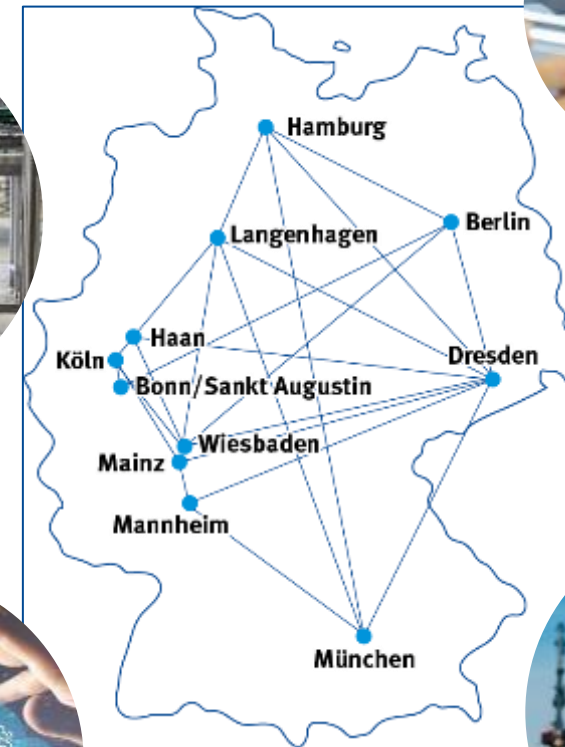 Hamburg
Berlin
Langenhagen
Haan
Köln
Dresden
Bonn/Sankt Augustin
Wiesbaden
Mainz
Mannheim
München